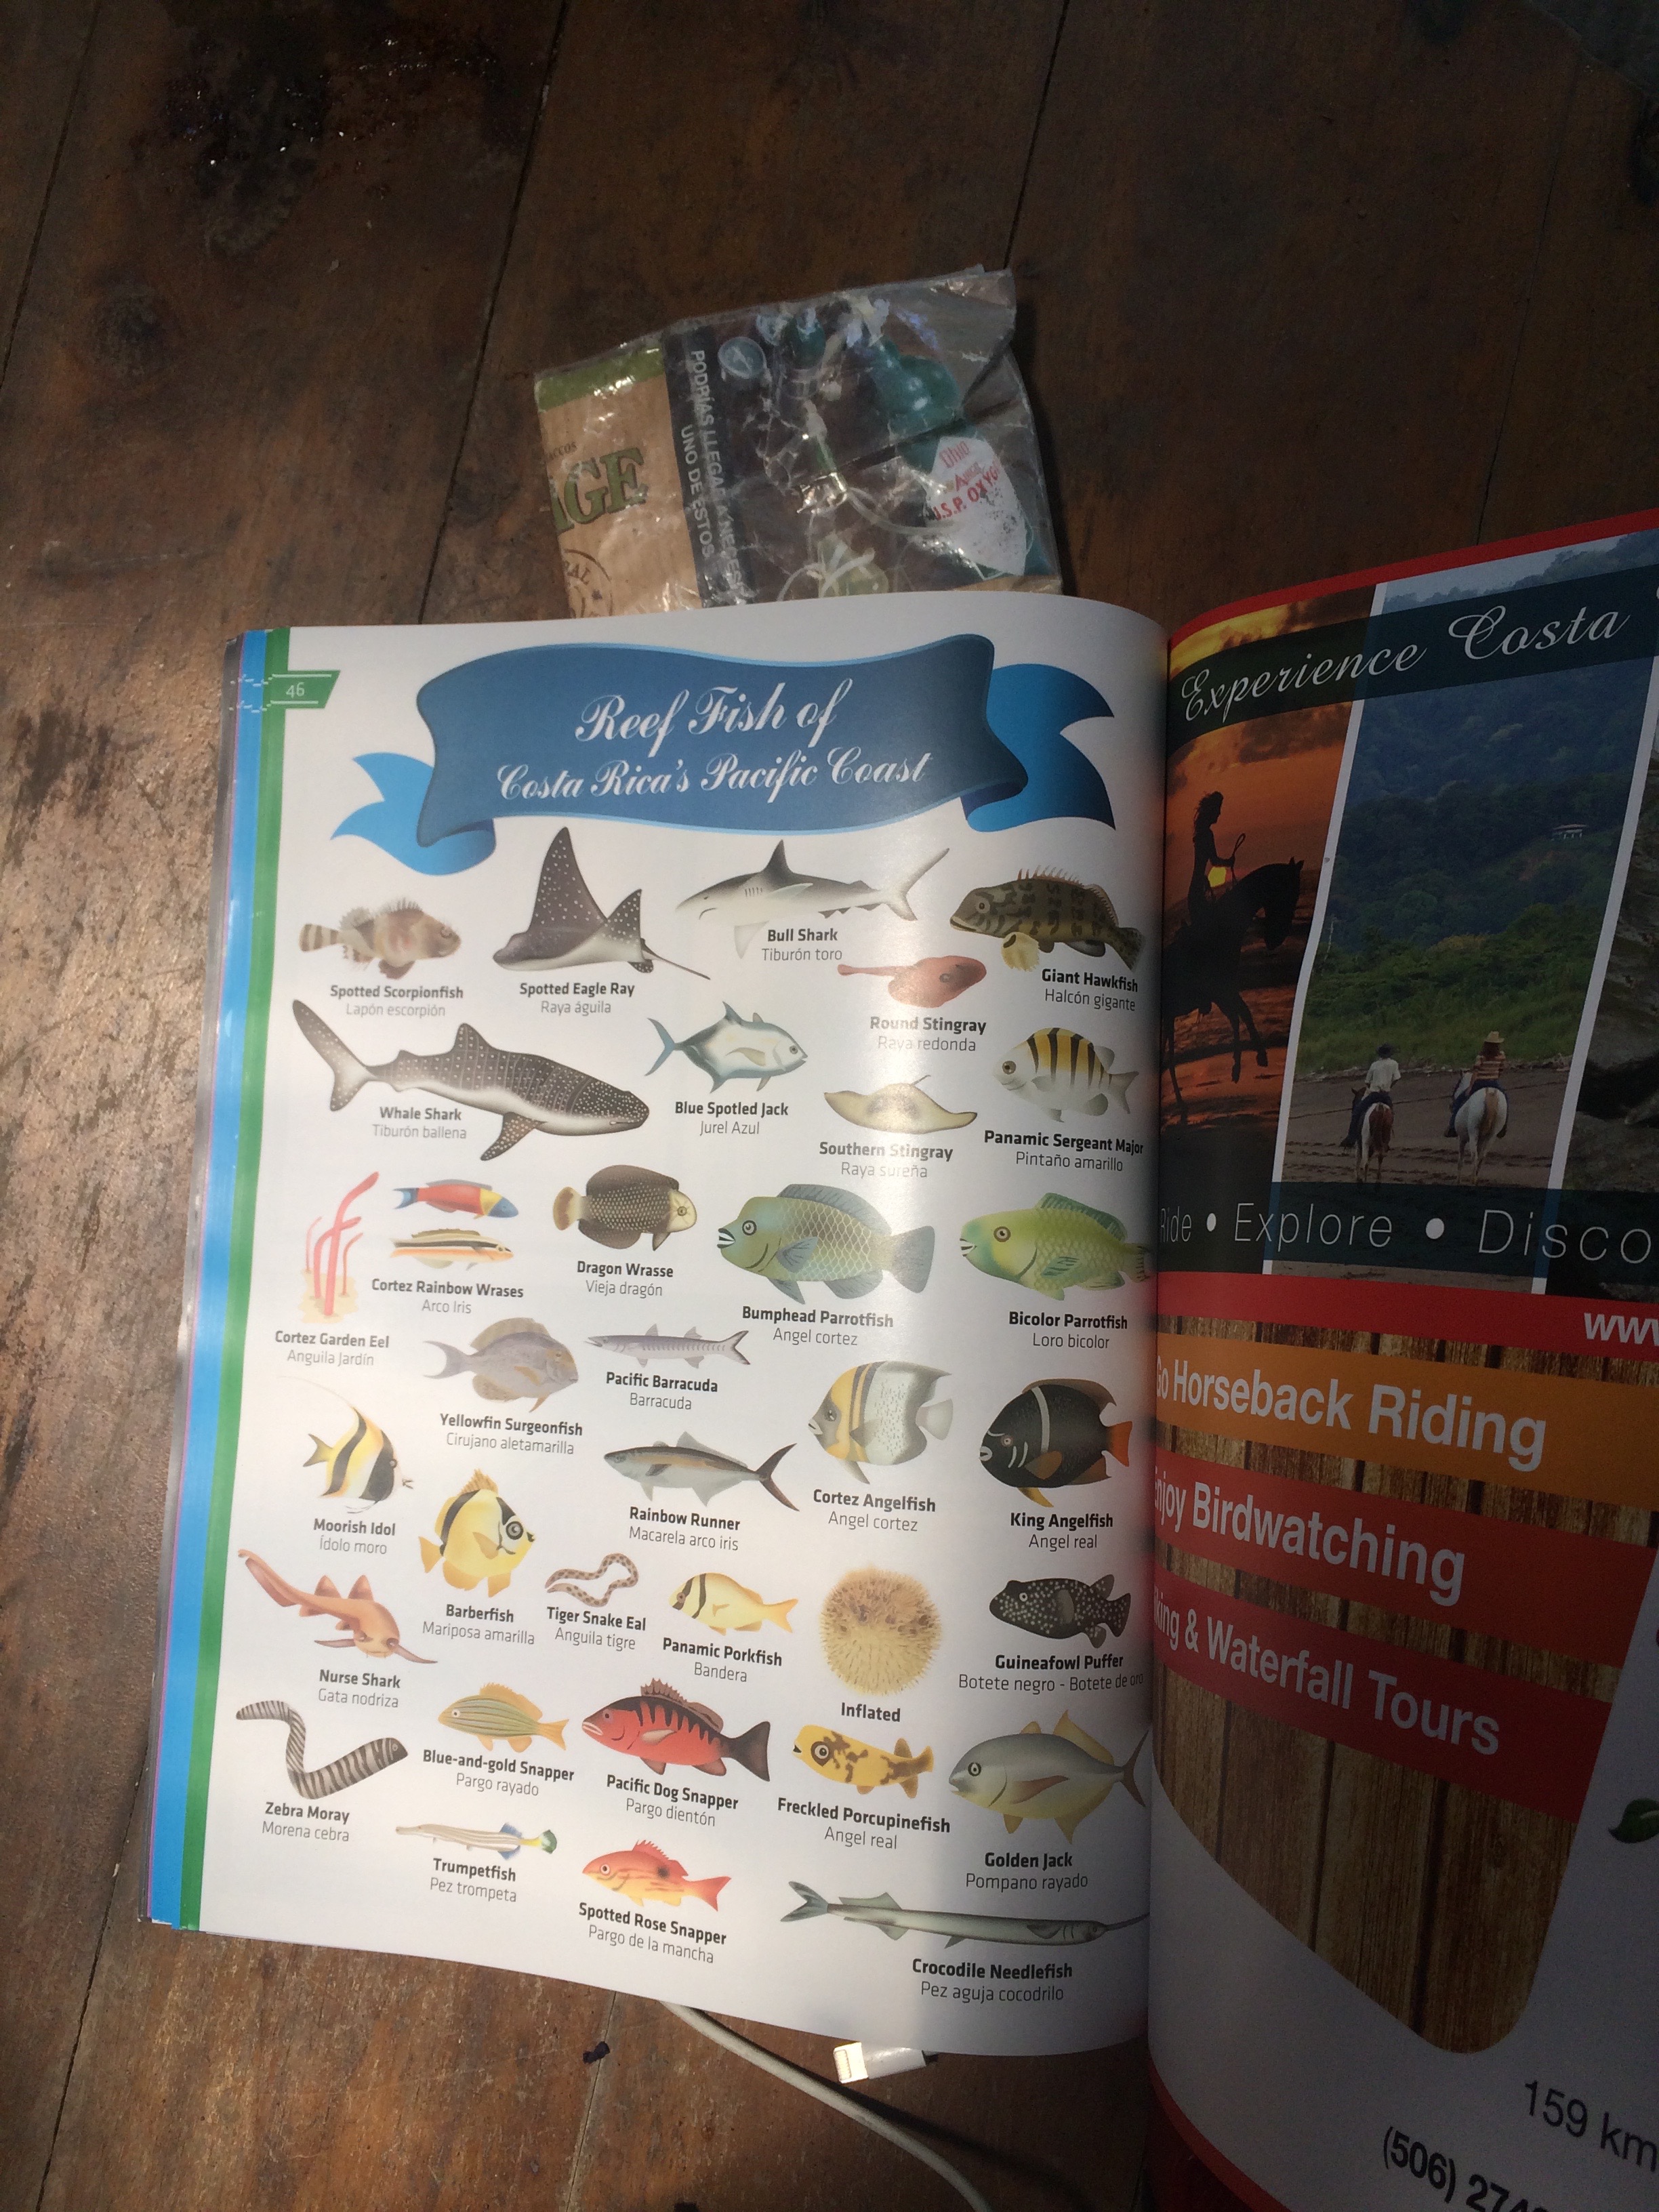 PODRÍAS LLEGAR A
UNO DE ESTOS
U.S.P. OXYG
46
Reef Fish of
Costa Rica's Pacific Coast
Spotted Scorpionfish
Lapón escorpión
Spotted Eagle Ray
Raya águila
Bull Shark
Tiburón toro
Giant Hawkfish
Halcón gigante
Round Stingray
Raya redonda
Whale Shark
Tiburón ballena
Blue Spotled Jack
Jurel Azul
Southern Stingray
Raya sureña
Panamic Sergeant Major
Pintaño amarillo
Cortez Garden Eel
Anguila Jardín
Cortez Rainbow Wrases
Arco Iris
Dragon Wrasse
Vieja dragón
Bumphead Parrotfish
Angel cortez
Bicolor Parrotfish
Loro bicolor
Yellowfin Surgeonfish
Cirujano aletamarilla
Pacific Barracuda
Barracuda
Moorish Idol
Ídolo moro
Rainbow Runner
Macarela arco iris
Cortez Angelfish
Angel cortez
King Angelfish
Angel real
Barberfish
Mariposa amarilla
Tiger Snake Eal
Anguila tigre
Panamic Porkfish
Bandera
Inflated
Guineafowl Puffer
Botete negro - Botete de oro
Nurse Shark
Gata nodriza
Blue-and-gold Snapper
Pargo rayado
Pacific Dog Snapper
Pargo dientón
Freckled Porcupinefish
Angel real
Golden Jack
Pompano rayado
Zebra Moray
Morena cebra
Trumpetfish
Pez trompeta
Spotted Rose Snapper
Pargo de la mancha
Crocodile Needlefish
Pez aguja cocodrilo
Experience Costa
Ride • Explore • Disco
www
Go Horseback Riding
Enjoy Birdwatching
king & Waterfall Tours
159 km
(506) 274